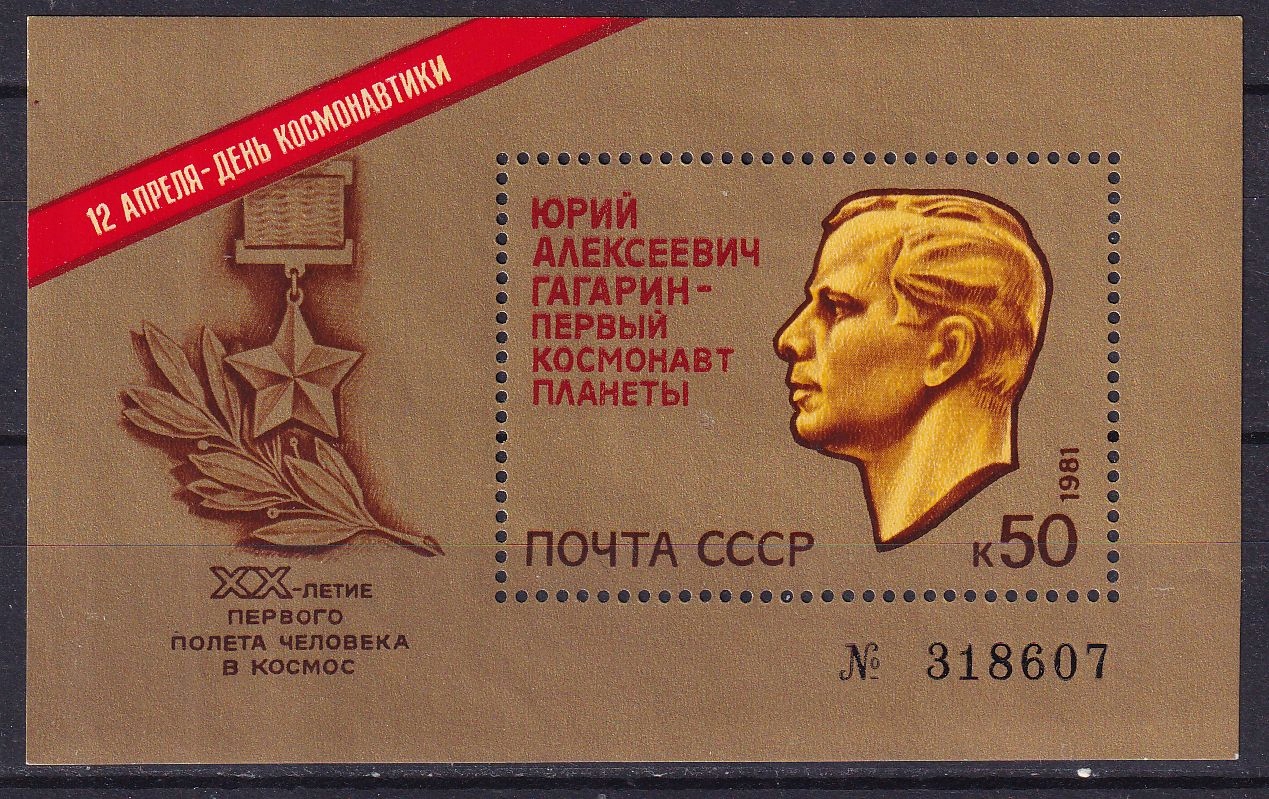 12 АПРЕЛЯ-ДЕНЬ КОСМОНАВТИКИ
ЮРИЙ
АЛЕКСЕЕВИЧ
ГАГАРИН-
ПЕРВЫЙ
КОСМОНАВТ
ПЛАНЕТЫ
1981
ПОЧТА СССР
к50
XX-ЛЕТИЕ
ПЕРВОГО
ПОЛЕТА ЧЕЛОВЕКА
В КОСМОС
№ 318607